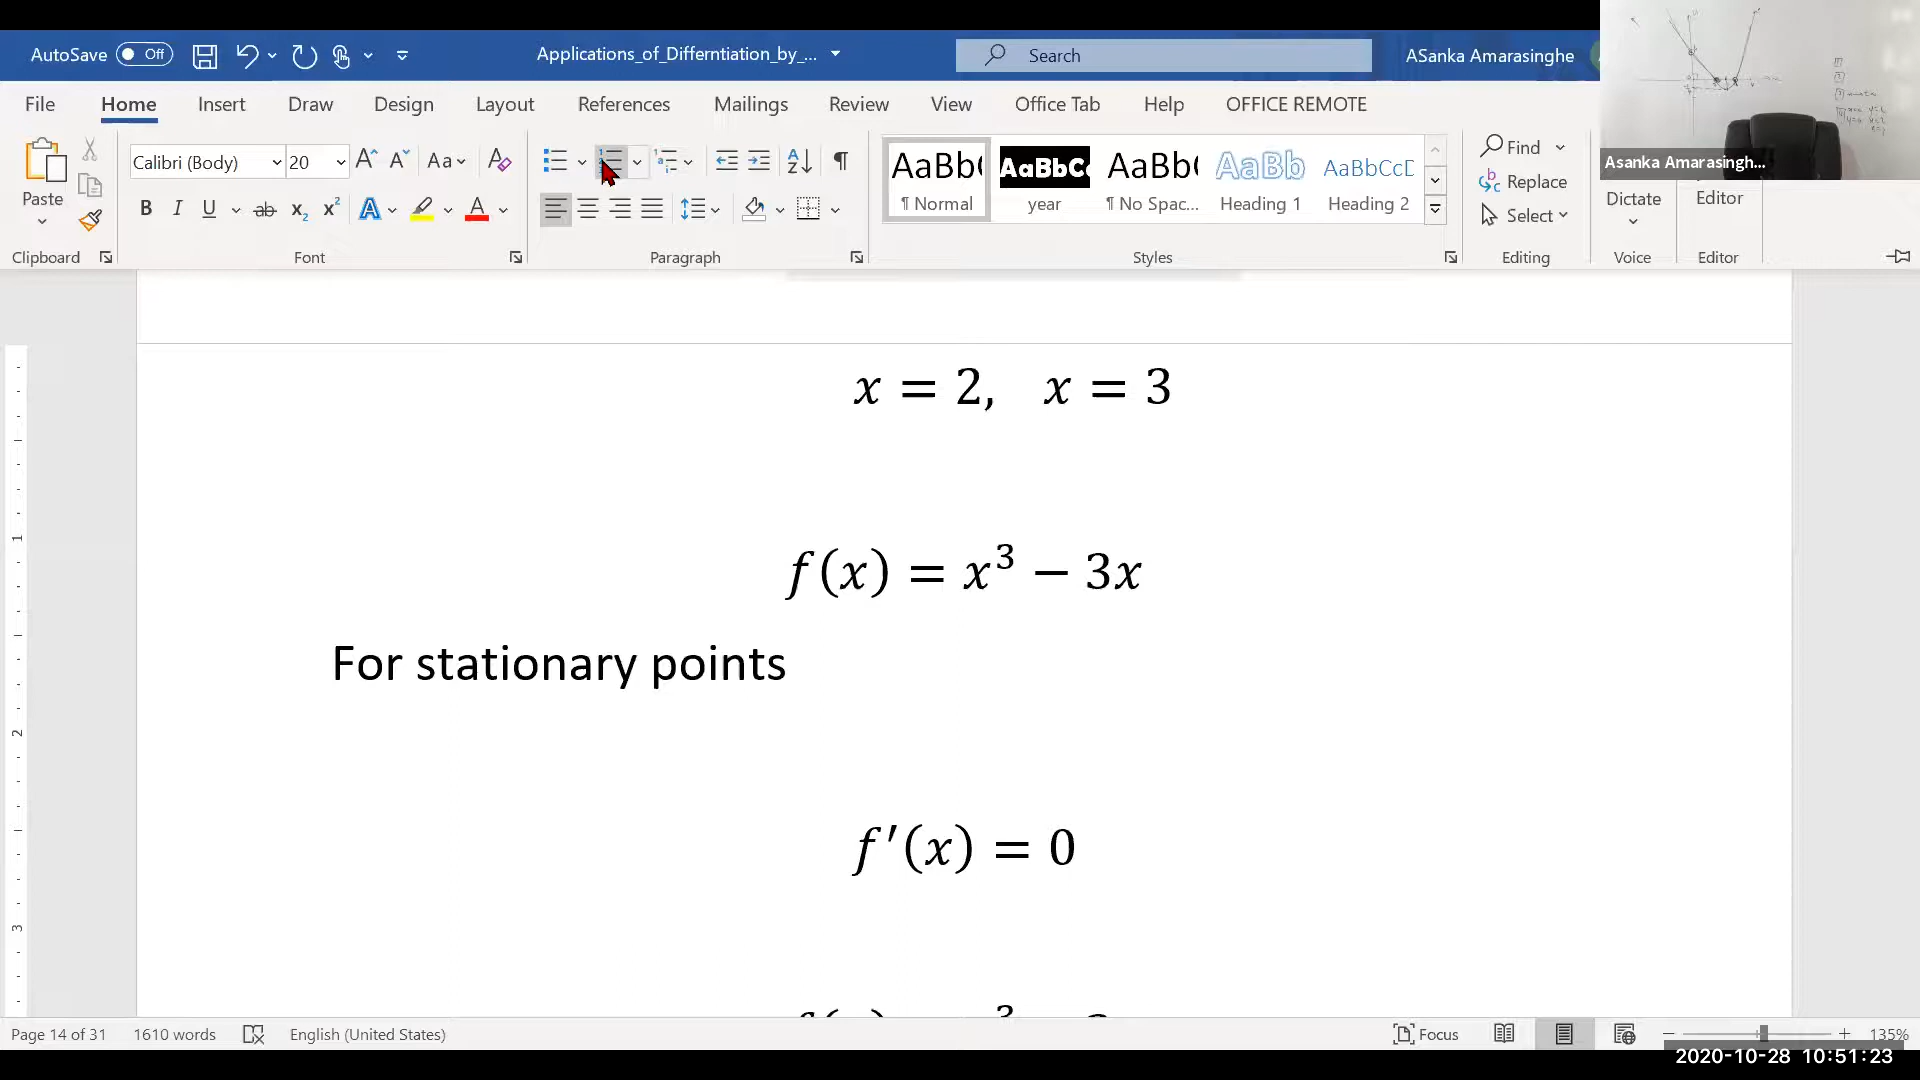 AutoSave Off
Applications_of_Differntiation_by_...
Search
ASanka Amarasinghe
File Home Insert Draw Design Layout References Mailings Review View Office Tab Help OFFICE REMOTE
Asanka Amarasingh...
Calibri (Body) 20
Paste
AaBb( AaBbCc AaBb( AaBb AaBbCcD
¶ Normal year ¶ No Spac... Heading 1 Heading 2
Find
Replace
Select
Dictate
Editor
Clipboard Font Paragraph Styles Editing Voice Editor
x = 2, x = 3
f(x) = x³ − 3x
For stationary points
f′(x) = 0
Page 14 of 31 1610 words English (United States) Focus 135%
2020-10-28 10:51:23